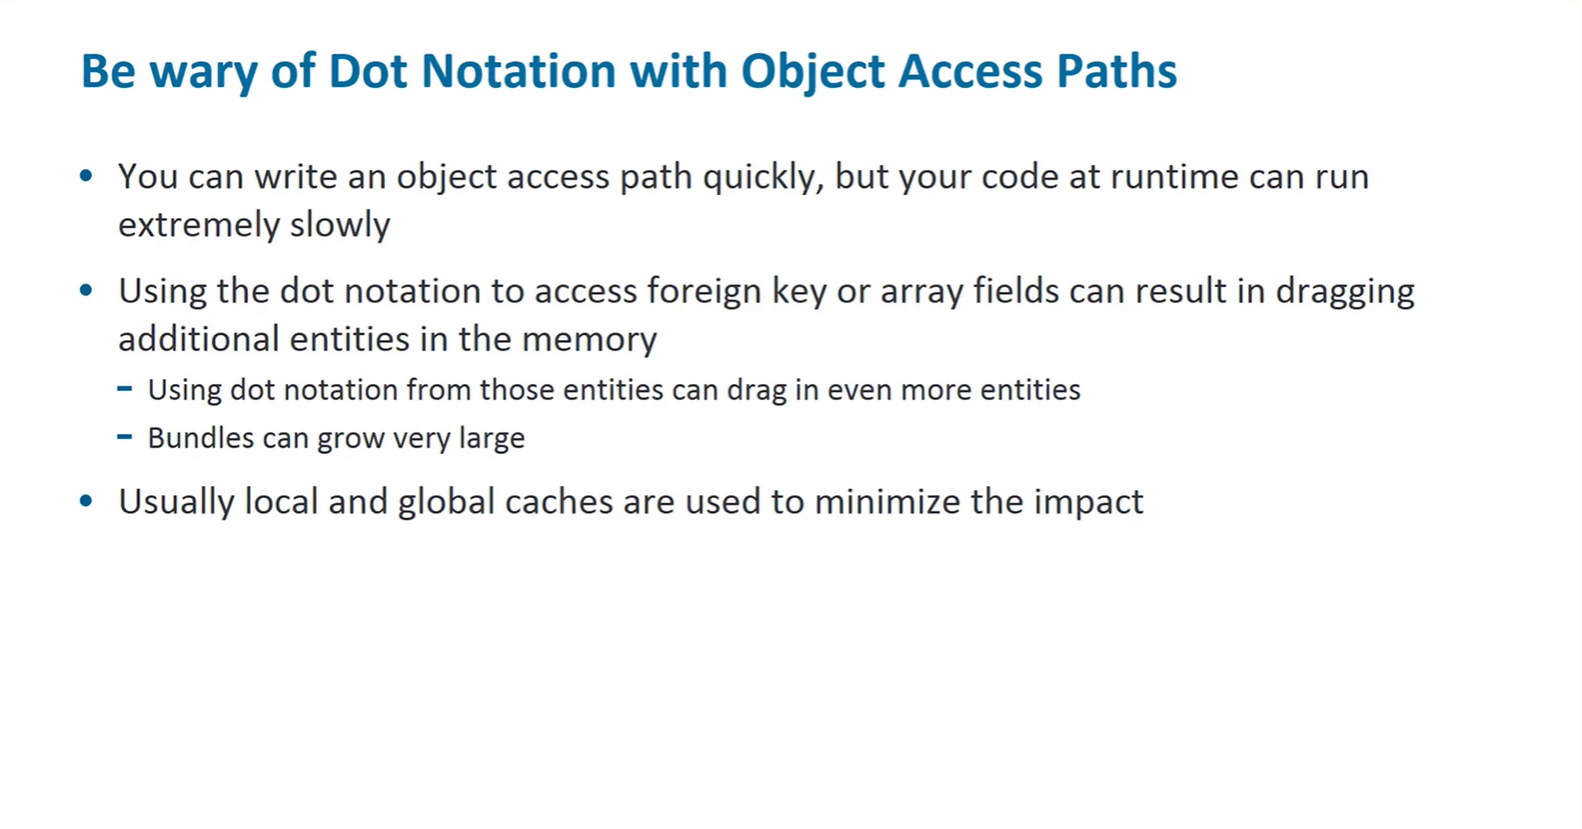 Be wary of Dot Notation with Object Access Paths
• You can write an object access path quickly, but your code at runtime can run
extremely slowly
• Using the dot notation to access foreign key or array fields can result in dragging
additional entities in the memory
– Using dot notation from those entities can drag in even more entities
– Bundles can grow very large
• Usually local and global caches are used to minimize the impact